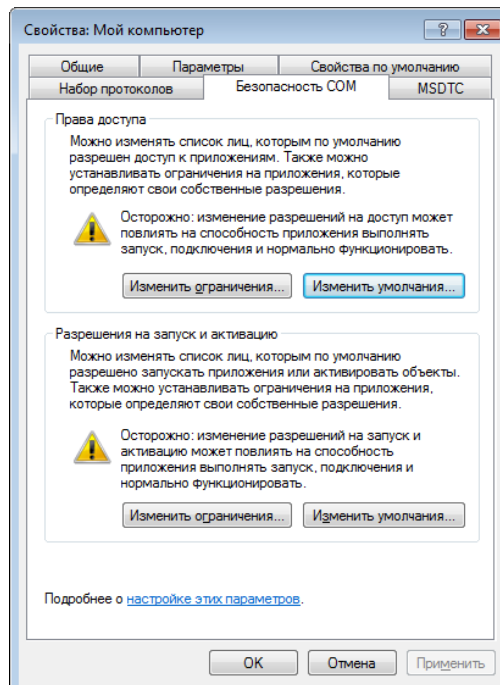 Свойства: Мой компьютер
Общие
Параметры
Свойства по умолчанию
Набор протоколов
Безопасность COM
MSDTC
Права доступа
Можно изменять список лиц, которым по умолчанию
разрешен доступ к приложениям. Также можно
устанавливать ограничения на приложения, которые
определяют свои собственные разрешения.
Осторожно: изменение разрешений на доступ может
повлиять на способность приложения выполнять
запуск, подключения и нормально функционировать.
Изменить ограничения...
Изменить умолчания...
Разрешения на запуск и активацию
Можно изменять список лиц, которым по умолчанию
разрешено запускать приложения или активировать объекты.
Также можно устанавливать ограничения на приложения,
которые определяют свои собственные разрешения.
Осторожно: изменение разрешений на запуск и
активацию может повлиять на способность
приложения выполнять запуск, подключения и
нормально функционировать.
Изменить ограничения...
Изменить умолчания...
Подробнее о настройке этих параметров.
OK
Отмена
Применить